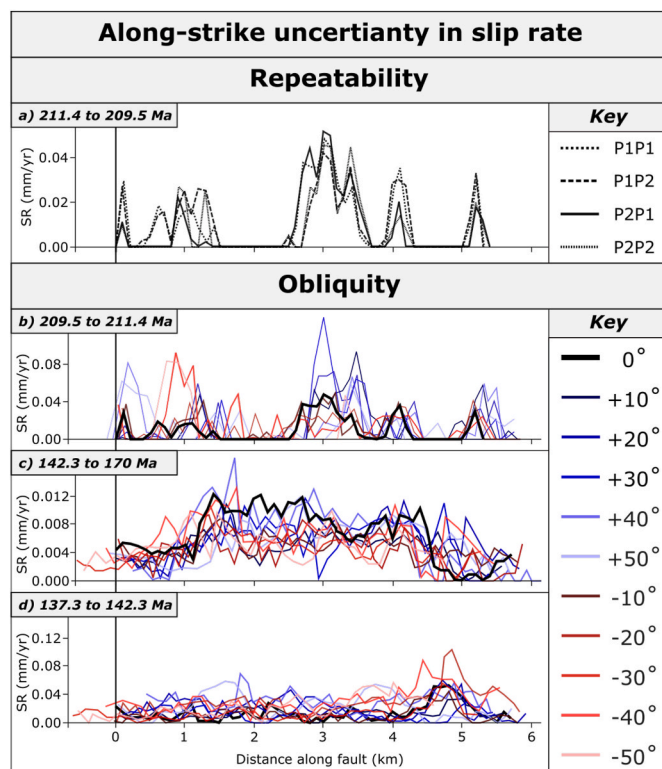 Along-strike uncertianty in slip rate
Repeatability
a) 211.4 to 209.5 Ma
SR (mm/yr)
0.04
0.02
0.00
Key
P1P1
P1P2
P2P1
P2P2
Obliquity
b) 209.5 to 211.4 Ma
SR (mm/yr)
0.08
0.04
0.00
c) 142.3 to 170 Ma
SR (mm/yr)
0.012
0.008
0.004
0.000
d) 137.3 to 142.3 Ma
SR (mm/yr)
0.12
0.08
0.04
0.00
0 1 2 3 4 5 6
Distance along fault (km)
Key
0°
+10°
+20°
+30°
+40°
+50°
-10°
-20°
-30°
-40°
-50°